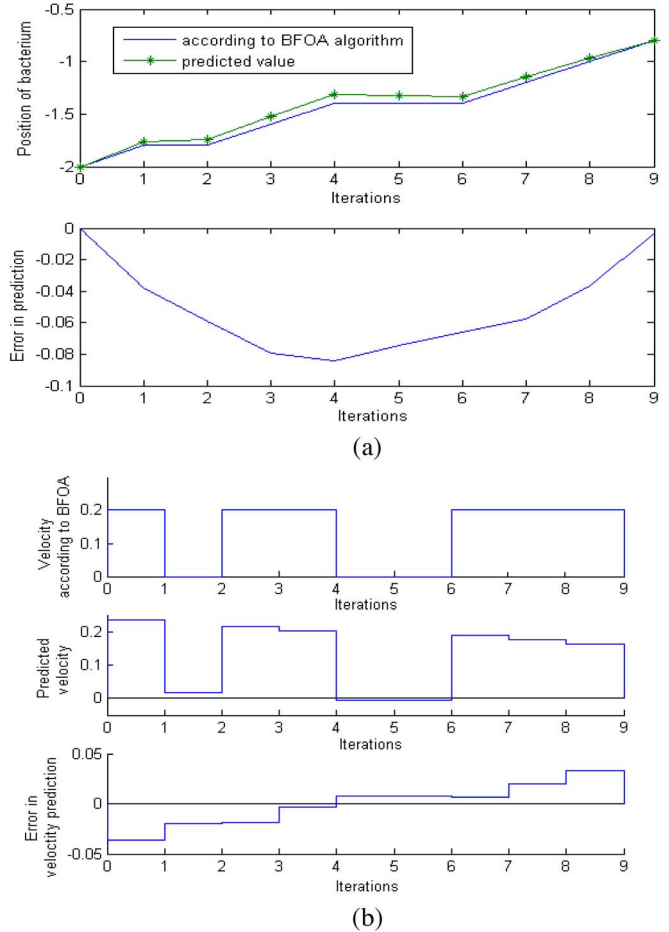 -0.5
-1
-1.5
-2
Position of bacterium
according to BFOA algorithm
predicted value
0 1 2 3 4 5 6 7 8 9
Iterations
0
-0.02
-0.04
-0.06
-0.08
-0.1
Error in prediction
0 1 2 3 4 5 6 7 8 9
Iterations
(a)
0.2
0.1
0
Velocity
according to BFOA
0 1 2 3 4 5 6 7 8 9
Iterations
0.2
0.1
0
Predicted
velocity
0 1 2 3 4 5 6 7 8 9
Iterations
0.05
0
-0.05
Error in
veloctity prediction
0 1 2 3 4 5 6 7 8 9
Iterations
(b)